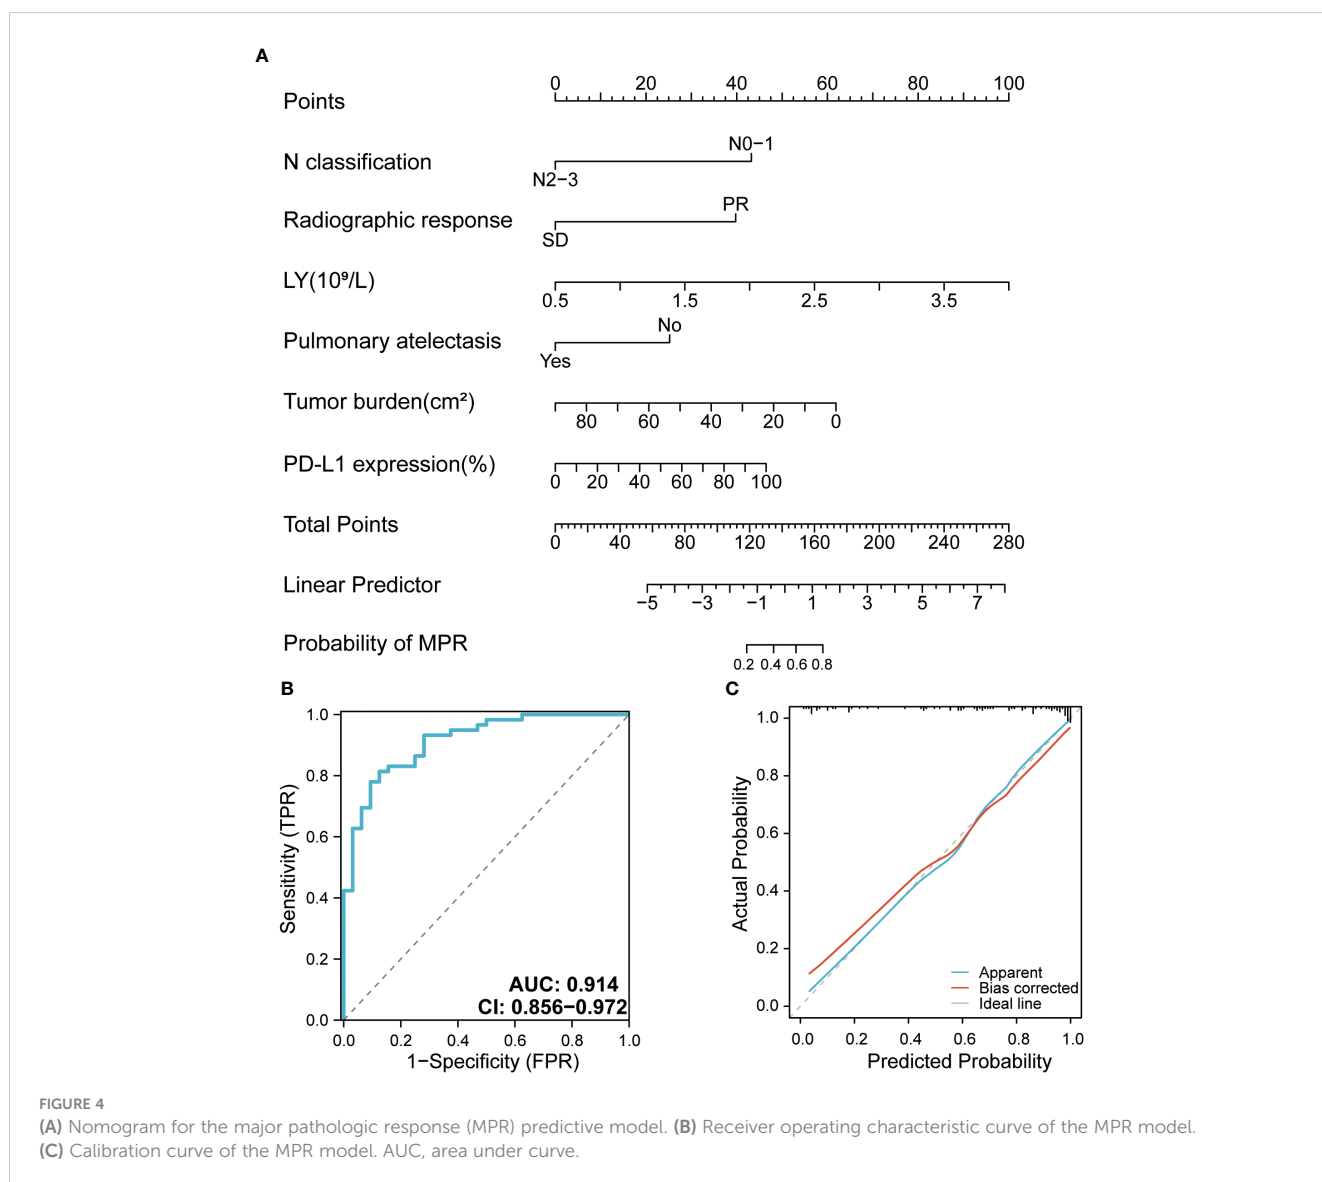 A
Points
0 20 40 60 80 100
N classification
N0−1
N2−3
Radiographic response
PR
SD
LY(10⁹/L)
0.5 1.5 2.5 3.5
Pulmonary atelectasis
No
Yes
Tumor burden(cm²)
80 60 40 20 0
PD-L1 expression(%)
0 20 40 60 80 100
Total Points
0 40 80 120 160 200 240 280
Linear Predictor
−5 −3 −1 1 3 5 7
Probability of MPR
0.2 0.4 0.6 0.8
B
Sensitivity (TPR)
1.0
0.8
0.6
0.4
0.2
0.0
AUC: 0.914
CI: 0.856−0.972
0.0 0.2 0.4 0.6 0.8 1.0
1−Specificity (FPR)
C
Actual Probability
1.0
0.8
0.6
0.4
0.2
0.0
Apparent
Bias corrected
Ideal line
0.0 0.2 0.4 0.6 0.8 1.0
Predicted Probability
FIGURE 4
(A) Nomogram for the major pathologic response (MPR) predictive model. (B) Receiver operating characteristic curve of the MPR model.
(C) Calibration curve of the MPR model. AUC, area under curve.